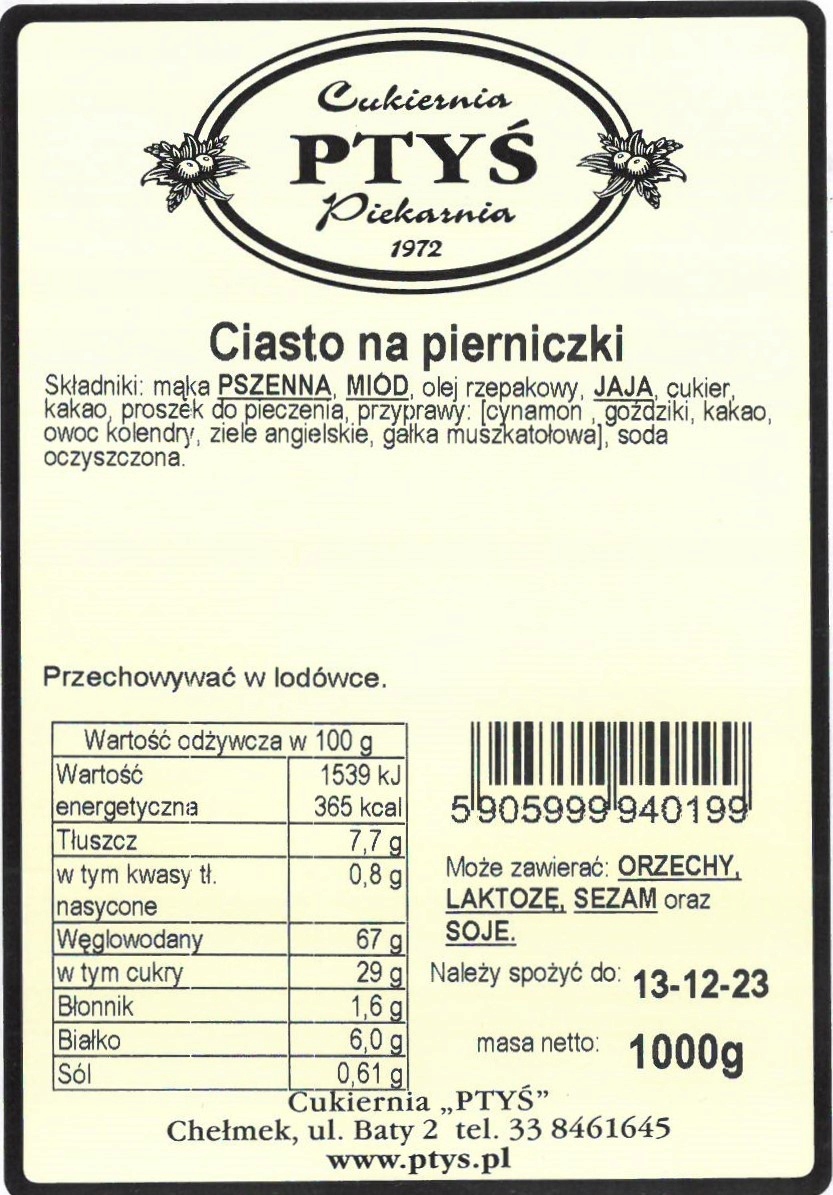 Cukiernia
PTYŚ
Piekarnia
1972
Ciasto na pierniczki
Składniki: mąka PSZENNA, MIÓD, olej rzepakowy, JAJA, cukier,
kakao, proszek do pieczenia, przyprawy: [cynamon , goździki, kakao,
owoc kolendry, ziele angielskie, gałka muszkatołowa], soda
oczyszczona.
Przechowywać w lodówce.
Wartość odżywcza w 100 g
Wartość 1539 kJ
energetyczna 365 kcal
Tłuszcz 7,7 g
w tym kwasy tł. 0,8 g
nasycone
Węglowodany 67 g
w tym cukry 29 g
Błonnik 1,6 g
Białko 6,0 g
Sól 0,61 g
5905999940199
Może zawierać: ORZECHY,
LAKTOZĘ, SEZAM oraz
SOJE.
Należy spożyć do: 13-12-23
masa netto: 1000g
Cukiernia „PTYŚ”
Chełmek, ul. Baty 2 tel. 33 8461645
www.ptys.pl